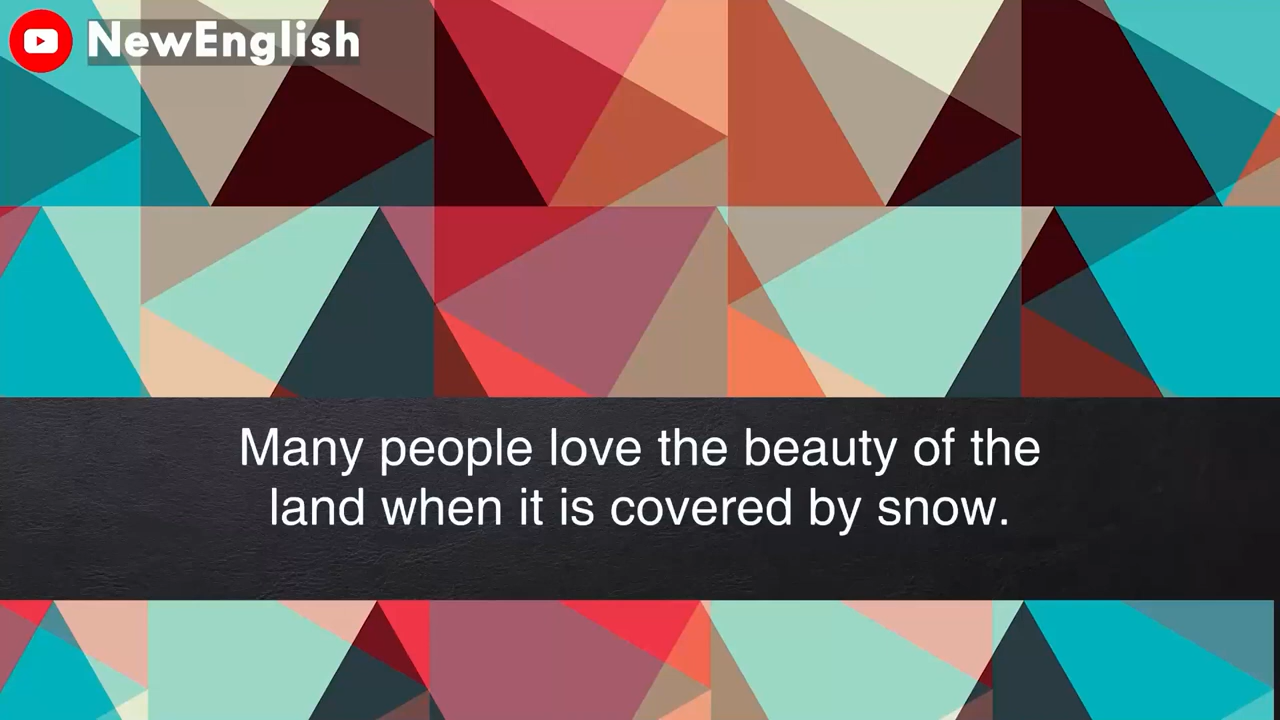 NewEnglish
Many people love the beauty of the
land when it is covered by snow.